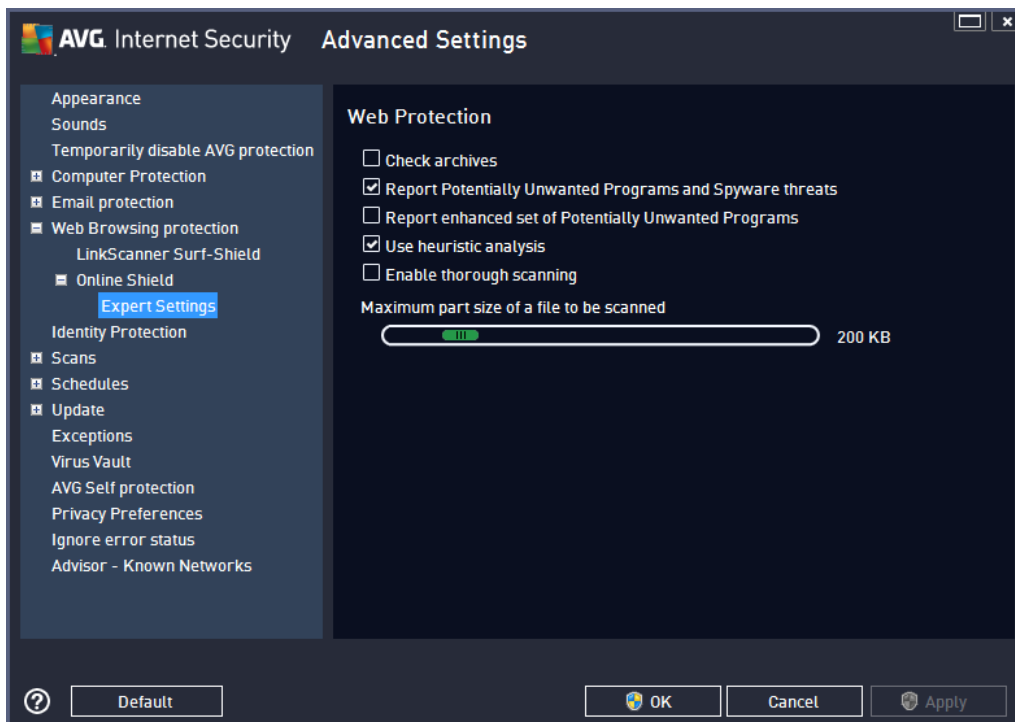 AVG. Internet Security Advanced Settings
Appearance
Sounds
Temporarily disable AVG protection
Computer Protection
Email protection
Web Browsing protection
LinkScanner Surf-Shield
Online Shield
Expert Settings
Identity Protection
Scans
Schedules
Update
Exceptions
Virus Vault
AVG Self protection
Privacy Preferences
Ignore error status
Advisor - Known Networks
Web Protection
Check archives
Report Potentially Unwanted Programs and Spyware threats
Report enhanced set of Potentially Unwanted Programs
Use heuristic analysis
Enable thorough scanning
Maximum part size of a file to be scanned
200 KB
? Default OK Cancel Apply